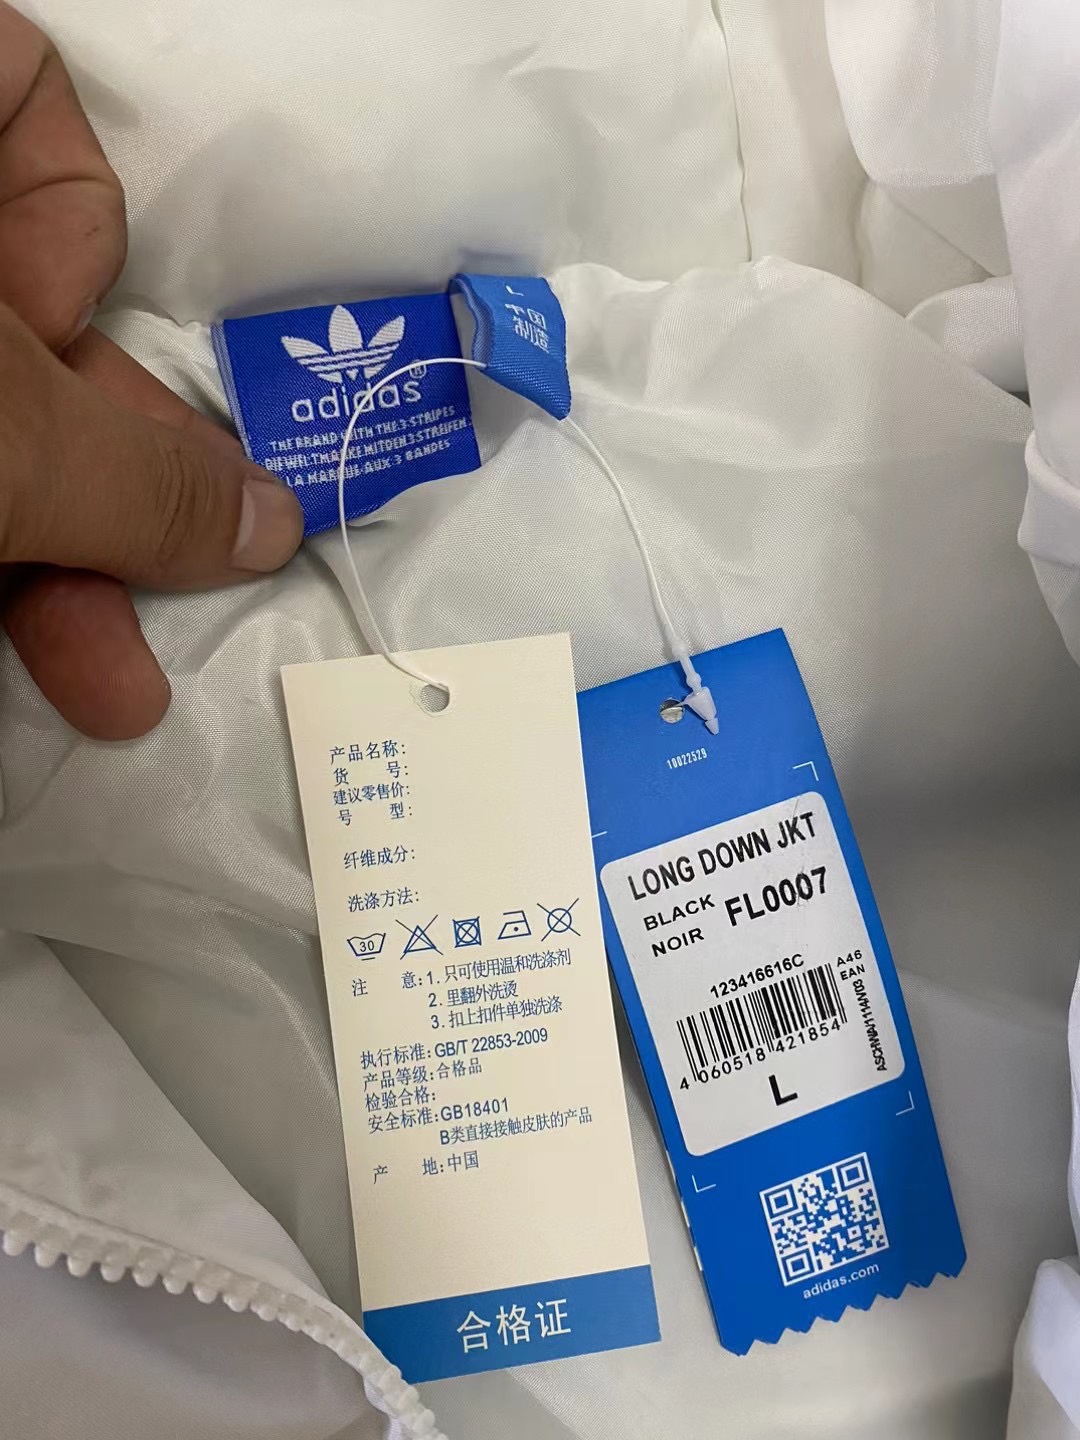 adidas®
THE BRAND WITH THE 3 STRIPES
DIE WELTMARKE MIT DEN 3 STREIFEN
LA MARQUE AUX 3 BANDES
L
中国
制造
产品名称:
货 号:
建议零售价:
号 型:
纤维成分:
洗涤方法:
30
注 意:1.只可使用温和洗涤剂
2.里翻外洗烫
3.扣上扣件单独洗涤
执行标准:GB/T 22853-2009
产品等级:合格品
检验合格:
安全标准:GB18401
B类直接接触皮肤的产品
产 地:中国
合格证
10022529
LONG DOWN JKT
BLACK FL0007
NOIR
123416616C
A46
EAN
4 060518 421854
L
adidas.com